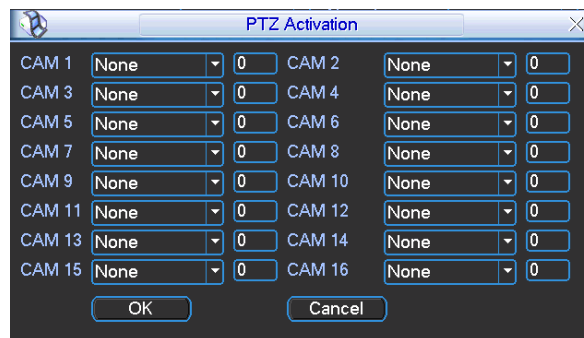 PTZ Activation
CAM 1 None 0 CAM 2 None 0
CAM 3 None 0 CAM 4 None 0
CAM 5 None 0 CAM 6 None 0
CAM 7 None 0 CAM 8 None 0
CAM 9 None 0 CAM 10 None 0
CAM 11 None 0 CAM 12 None 0
CAM 13 None 0 CAM 14 None 0
CAM 15 None 0 CAM 16 None 0
OK Cancel